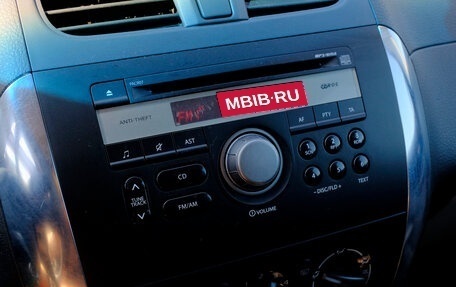 ANTI-THEFT
MBIB·RU
AF PTY TA
AST
CD
TUNE
TRACK
FM/AM
VOLUME
-DISC/FLD+
TEXT